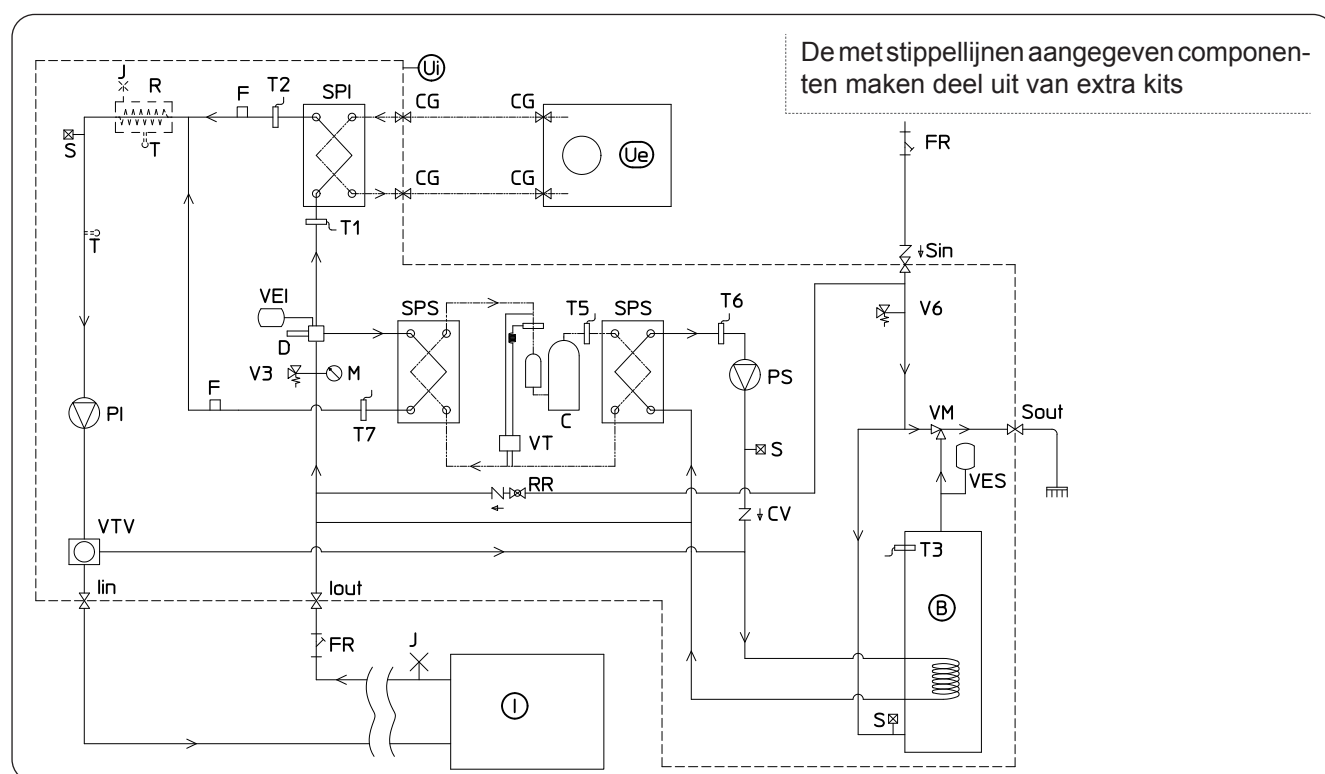 De met stippellijnen aangegeven componen-
ten maken deel uit van extra kits
Ui
J
R
F
T2
SPI
CG
CG
S
T
Ue
FR
CG
CG
T1
T
Sin
VEI
SPS
T5
SPS
T6
V6
D
V3
M
PS
F
PI
T7
C
VM
Sout
VT
S
RR
VES
CV
VTV
T3
Iin
Iout
B
FR
J
I
S